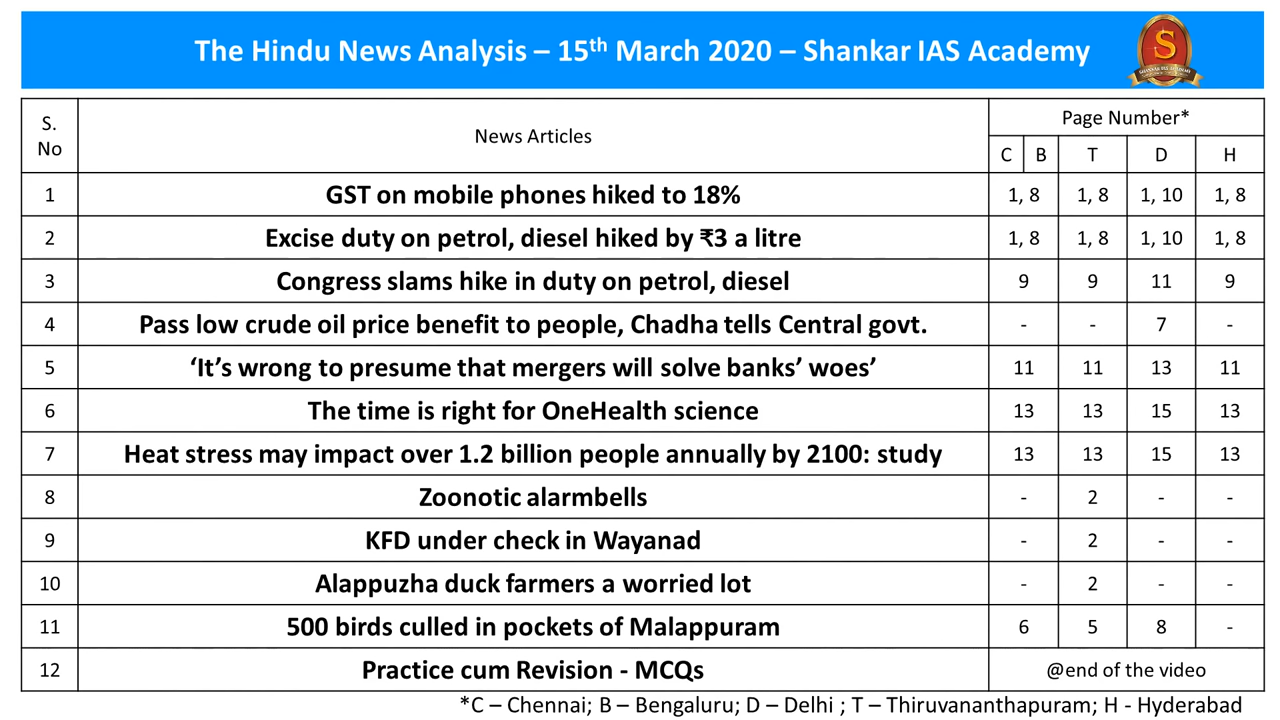 The Hindu News Analysis – 15th March 2020 – Shankar IAS Academy
S
S. No
News Articles
Page Number*
C B T D H
1 GST on mobile phones hiked to 18% 1, 8 1, 8 1, 10 1, 8
2 Excise duty on petrol, diesel hiked by ₹3 a litre 1, 8 1, 8 1, 10 1, 8
3 Congress slams hike in duty on petrol, diesel 9 9 11 9
4 Pass low crude oil price benefit to people, Chadha tells Central govt. - - 7 -
5 ‘It’s wrong to presume that mergers will solve banks’ woes’ 11 11 13 11
6 The time is right for OneHealth science 13 13 15 13
7 Heat stress may impact over 1.2 billion people annually by 2100: study 13 13 15 13
8 Zoonotic alarmbells - 2 - -
9 KFD under check in Wayanad - 2 - -
10 Alappuzha duck farmers a worried lot - 2 - -
11 500 birds culled in pockets of Malappuram 6 5 8 -
12 Practice cum Revision - MCQs @end of the video
*C – Chennai; B – Bengaluru; D – Delhi ; T – Thiruvananthapuram; H - Hyderabad